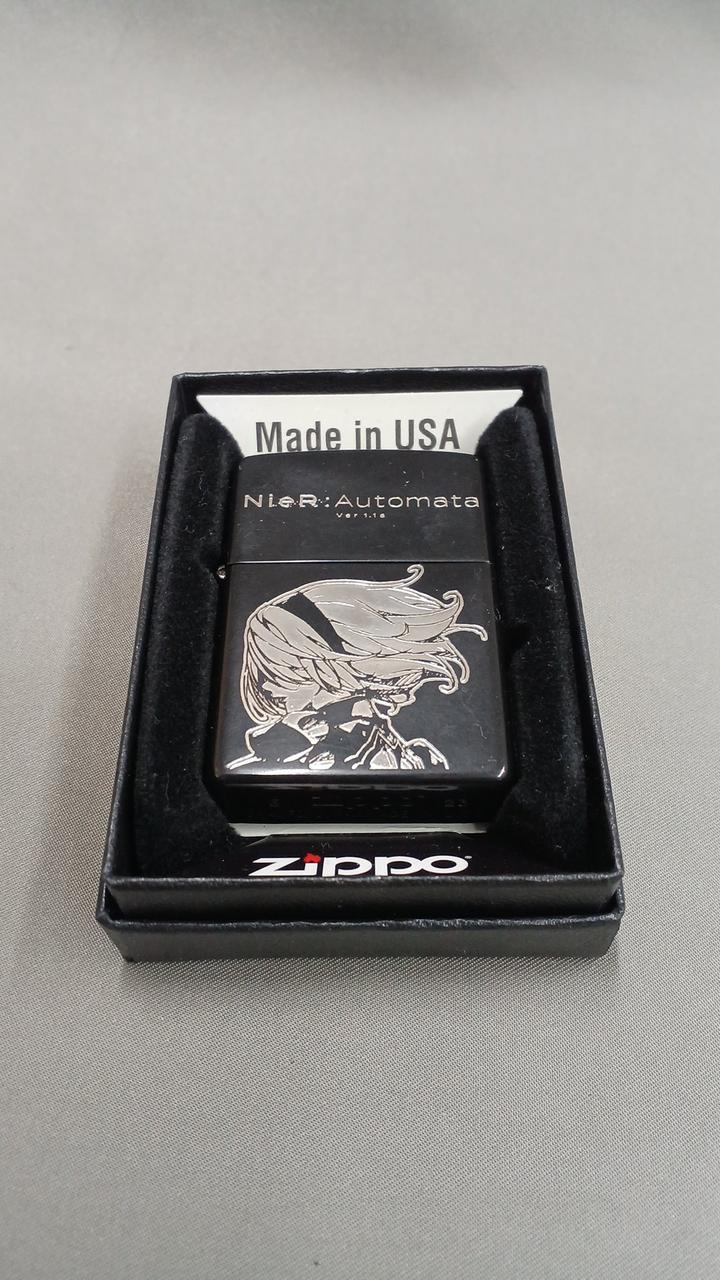 Made in USA
NieR:Automata
Ver1.1a
zippo